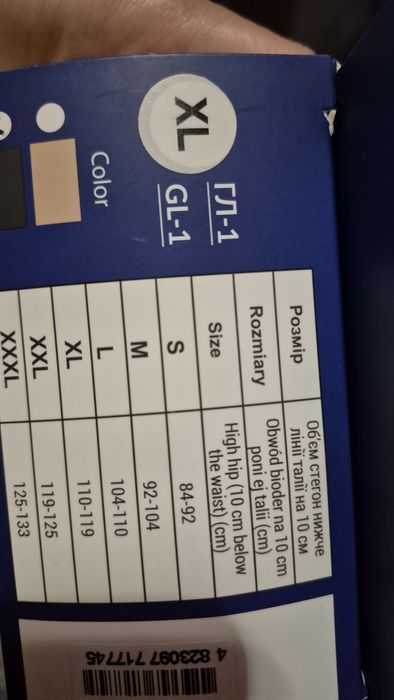 XL
ГЛ-1
GL-1
Color
Розмір Об'єм стегон нижче
лінії талії на 10 см
Rozmiary Obwód bioder na 10 cm
poni ej talii (cm)
Size High hip (10 cm below
the waist) (cm)
S 84-92
M 92-104
L 104-110
XL 110-119
XXL 119-125
XXXL 125-133
4 823097 717745